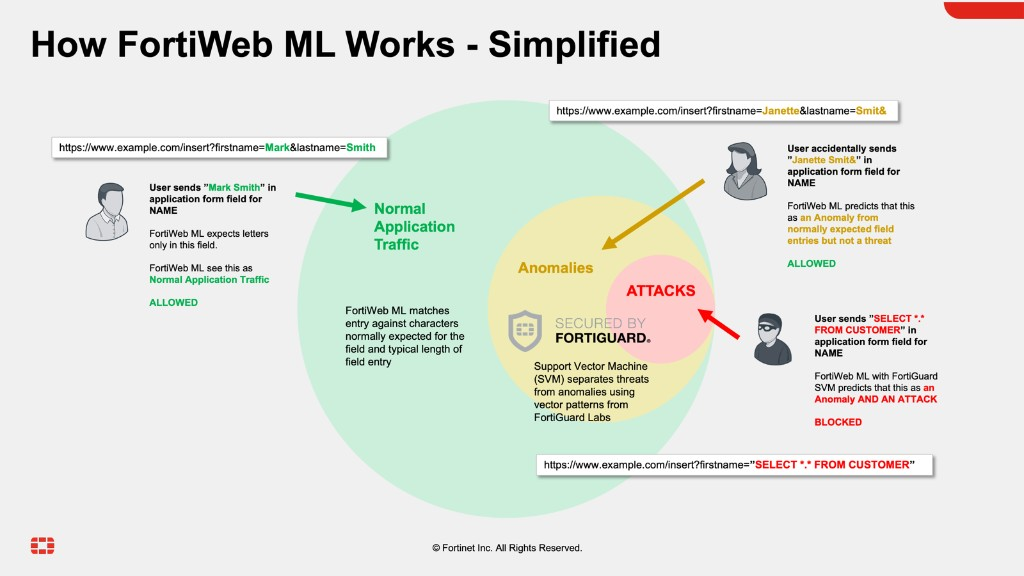 How FortiWeb ML Works - Simplified
https://www.example.com/insert?firstname=Janette&lastname=Smit&
https://www.example.com/insert?firstname=Mark&lastname=Smith
User sends "Mark Smith" in
application form field for
NAME
FortiWeb ML expects letters
only in this field.
FortiWeb ML see this as
Normal Application Traffic
ALLOWED
Normal
Application
Traffic
FortiWeb ML matches
entry against characters
normally expected for the
field and typical length of
field entry
User accidentally sends
"Janette Smit&" in
application form field for
NAME
FortiWeb ML predicts that this
as an Anomaly from
normally expected field
entries but not a threat
ALLOWED
Anomalies
ATTACKS
SECURED BY
FORTIGUARD®
Support Vector Machine
(SVM) separates threats
from anomalies using
vector patterns from
FortiGuard Labs
User sends "SELECT *.*
FROM CUSTOMER" in
application form field for
NAME
FortiWeb ML with FortiGuard
SVM predicts that this as an
Anomaly AND AN ATTACK
BLOCKED
https://www.example.com/insert?firstname="SELECT *.* FROM CUSTOMER"
© Fortinet Inc. All Rights Reserved.